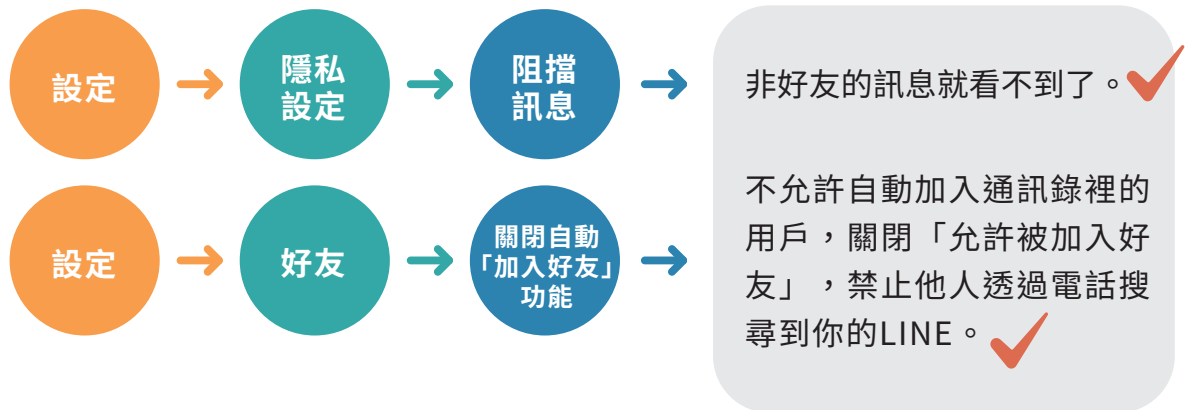 設定
隱私
設定
阻擋
訊息
非好友的訊息就看不到了。
設定
好友
關閉自動
「加入好友」
功能
不允許自動加入通訊錄裡的
用戶，關閉「允許被加入好
友」，禁止他人透過電話搜
尋到你的LINE。